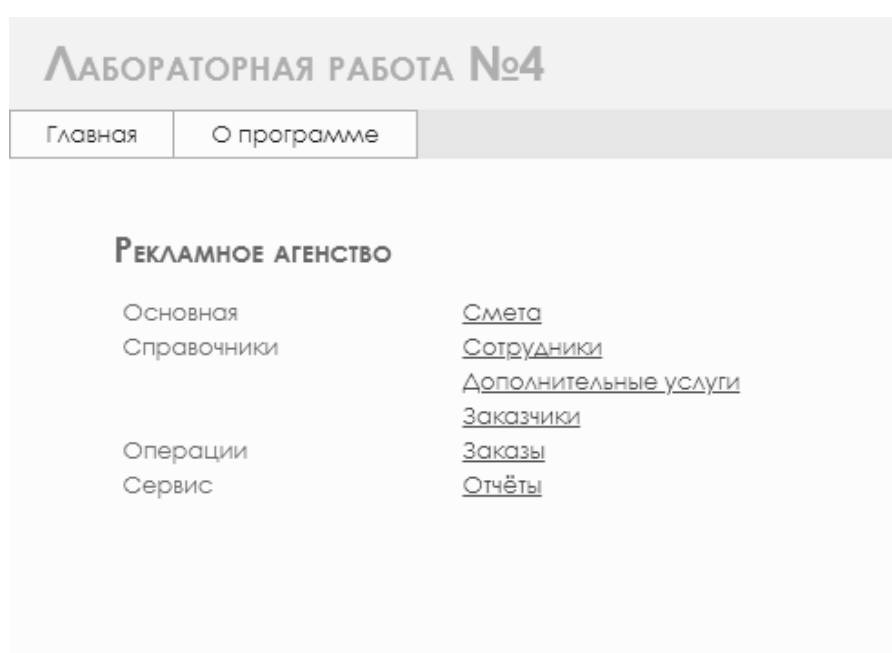 Лабораторная работа №4
Главная О программе
Рекламное агенство
Основная Смета
Справочники Сотрудники
Дополнительные услуги
Заказчики
Операции Заказы
Сервис Отчёты